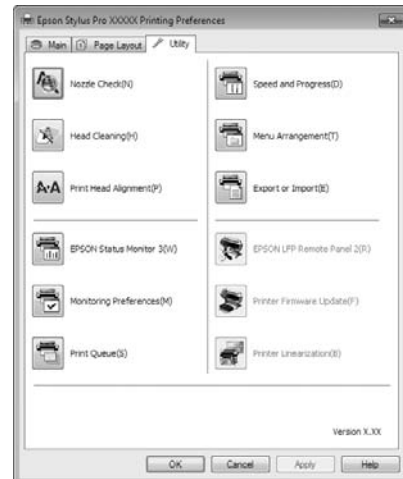 Epson Stylus Pro XXXXX Printing Preferences
Main
Page Layout
Utility
Nozzle Check(N)
Speed and Progress(D)
Head Cleaning(H)
Menu Arrangement(T)
Print Head Alignment(P)
Export or Import(E)
EPSON Status Monitor 3(W)
EPSON LFP Remote Panel 2(R)
Monitoring Preferences(M)
Printer Firmware Update(F)
Print Queue(S)
Printer Linearization(B)
Version X.XX
OK
Cancel
Apply
Help